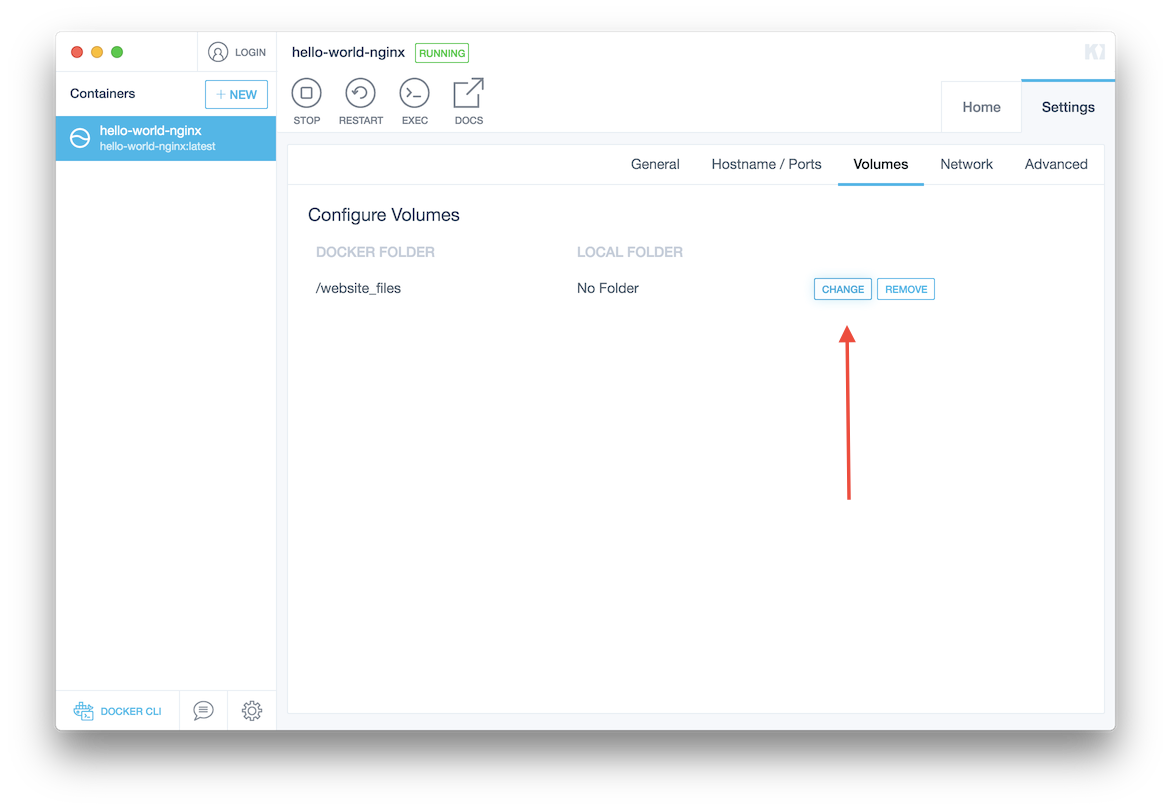 LOGIN
hello-world-nginx RUNNING
Containers
+ NEW
STOP RESTART EXEC DOCS
Home Settings
hello-world-nginx
hello-world-nginx:latest
General Hostname / Ports Volumes Network Advanced
Configure Volumes
DOCKER FOLDER LOCAL FOLDER
/website_files No Folder CHANGE REMOVE
DOCKER CLI